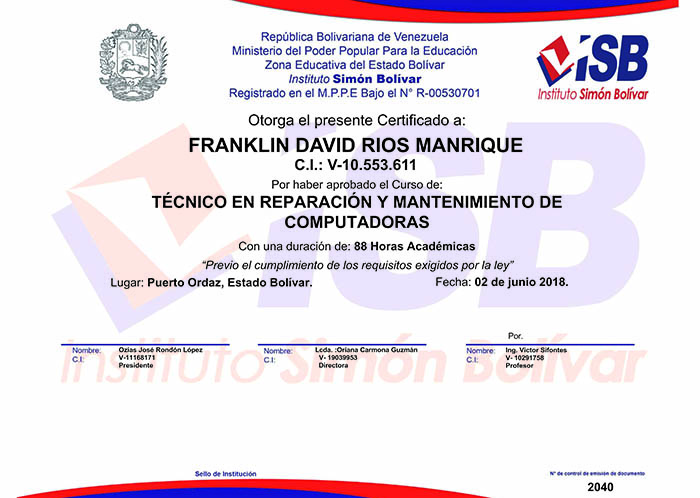 República Bolivariana de Venezuela
Ministerio del Poder Popular Para la Educación
Zona Educativa del Estado Bolívar
Instituto Simón Bolívar
Registrado en el M.P.P.E Bajo el N° R-00530701
iSB
Instituto Simón Bolívar
Otorga el presente Certificado a:
FRANKLIN DAVID RIOS MANRIQUE
C.I.: V-10.553.611
Por haber aprobado el Curso de:
TÉCNICO EN REPARACIÓN Y MANTENIMIENTO DE
COMPUTADORAS
Con una duración de: 88 Horas Académicas
“Previo el cumplimiento de los requisitos exigidos por la ley”
Lugar: Puerto Ordaz, Estado Bolívar. Fecha: 02 de junio 2018.
iSB
Instituto Simón Bolívar
Nombre: Ozias José Rondón López
C.I: V-11168171
Presidente
Nombre: Lcda. :Oriana Carmona Guzmán
C.I: V- 19039953
Directora
Por.
Nombre: Ing. Victor Sifontes
C.I: V- 10291758
Profesor
Sello de Institución
N° de control de emisión de documento
2040